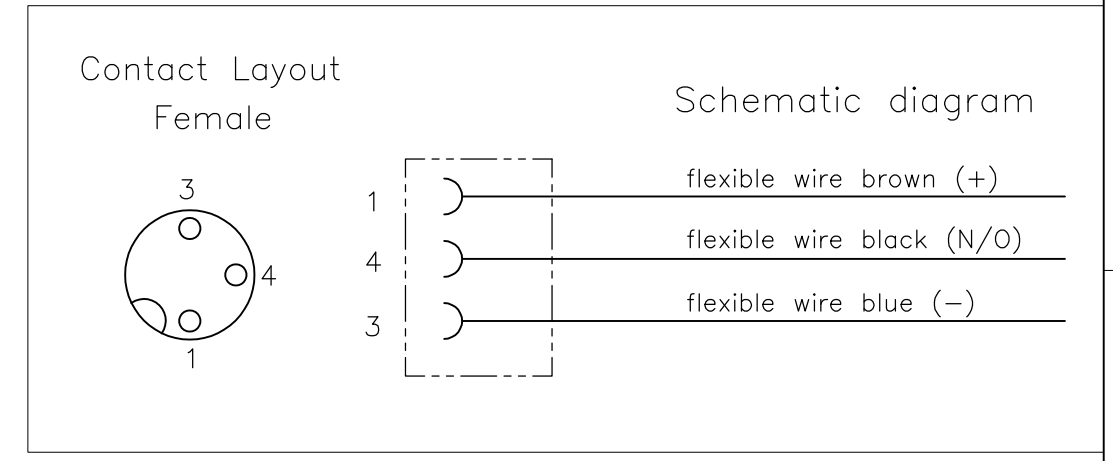 Contact Layout
Female
3
4
1
Schematic diagram
1 flexible wire brown (+)
4 flexible wire black (N/O)
3 flexible wire blue (−)